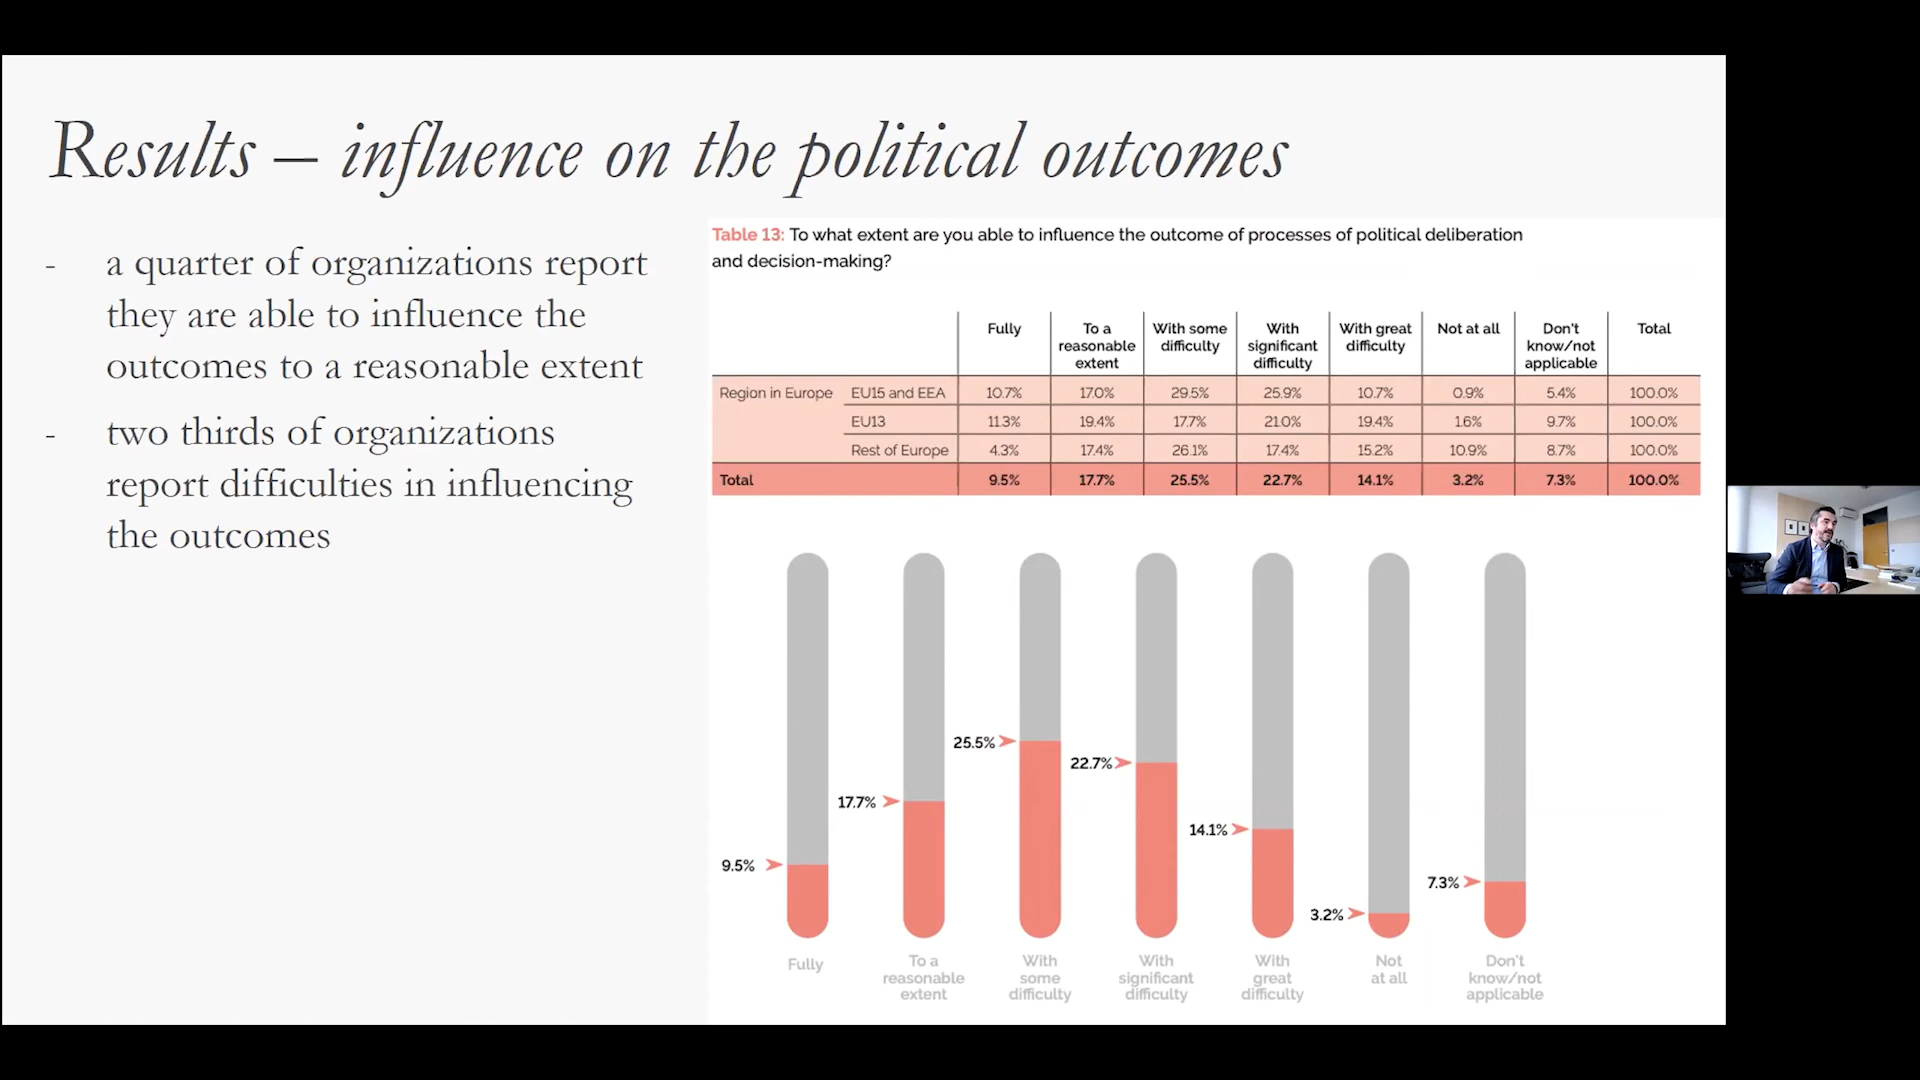 Results – influence on the political outcomes
- a quarter of organizations report
they are able to influence the
outcomes to a reasonable extent
- two thirds of organizations
report difficulties in influencing
the outcomes
Table 13: To what extent are you able to influence the outcome of processes of political deliberation
and decision-making?
Fully To a reasonable extent With some difficulty With significant difficulty With great difficulty Not at all Don't know/not applicable Total
Region in Europe EU15 and EEA 10.7% 17.0% 29.5% 25.9% 10.7% 0.9% 5.4% 100.0%
EU13 11.3% 19.4% 17.7% 21.0% 19.4% 1.6% 9.7% 100.0%
Rest of Europe 4.3% 17.4% 26.1% 17.4% 15.2% 10.9% 8.7% 100.0%
Total 9.5% 17.7% 25.5% 22.7% 14.1% 3.2% 7.3% 100.0%
9.5%
17.7%
25.5%
22.7%
14.1%
3.2%
7.3%
Fully
To a
reasonable
extent
With
some
difficulty
With
significant
difficulty
With
great
difficulty
Not
at all
Don't
know/not
applicable